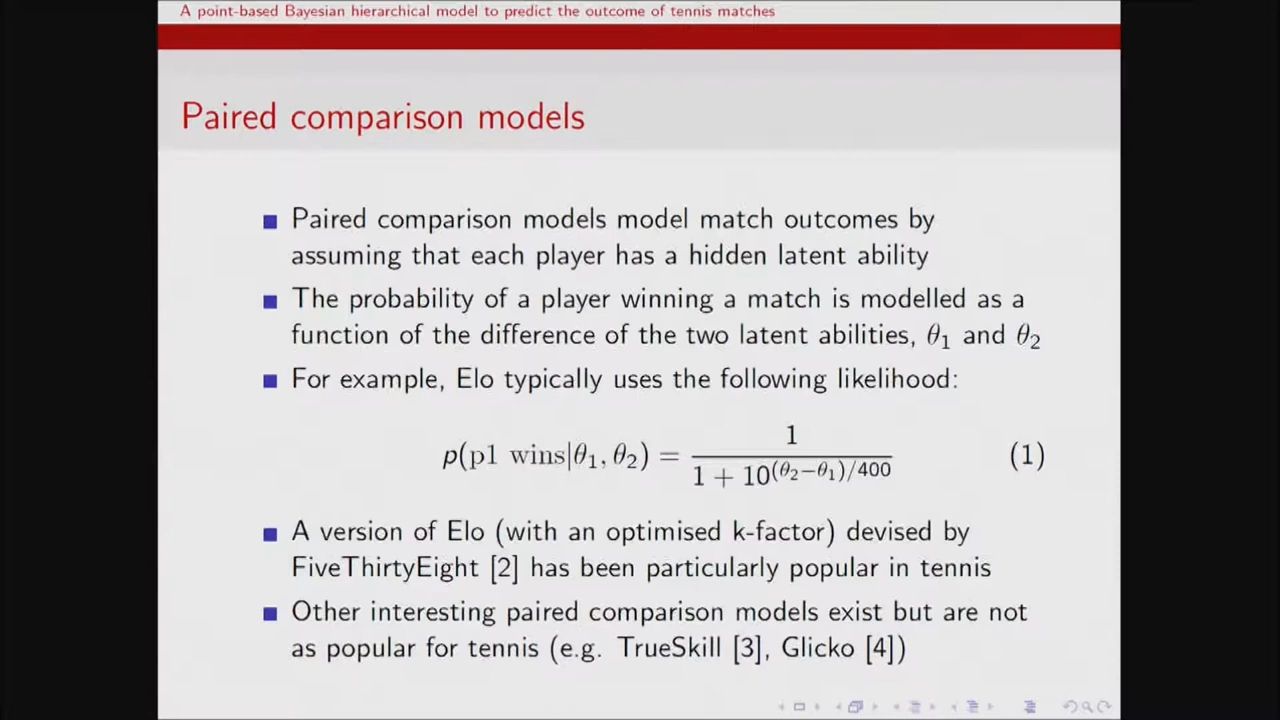 A point-based Bayesian hierarchical model to predict the outcome of tennis matches
Paired comparison models
Paired comparison models model match outcomes by
assuming that each player has a hidden latent ability
The probability of a player winning a match is modelled as a
function of the difference of the two latent abilities, θ₁ and θ₂
For example, Elo typically uses the following likelihood:
p(p1 wins|θ₁, θ₂) = 1 / (1 + 10^((θ₂−θ₁)/400)) (1)
A version of Elo (with an optimised k-factor) devised by
FiveThirtyEight [2] has been particularly popular in tennis
Other interesting paired comparison models exist but are not
as popular for tennis (e.g. TrueSkill [3], Glicko [4])